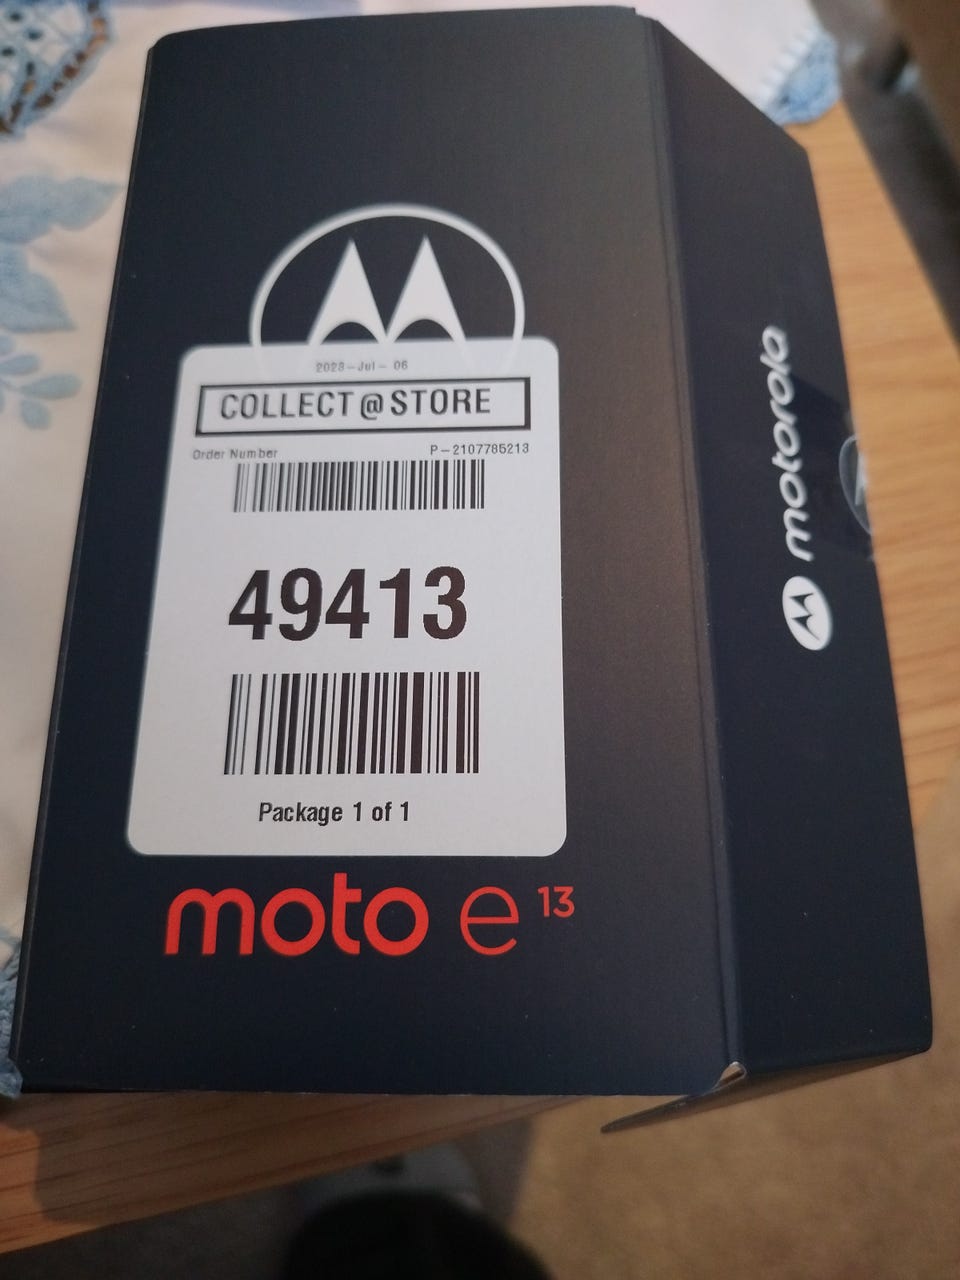 2023-Jul-06
COLLECT@STORE
Order Number P-2107785213
49413
Package 1 of 1
moto e 13
motorola